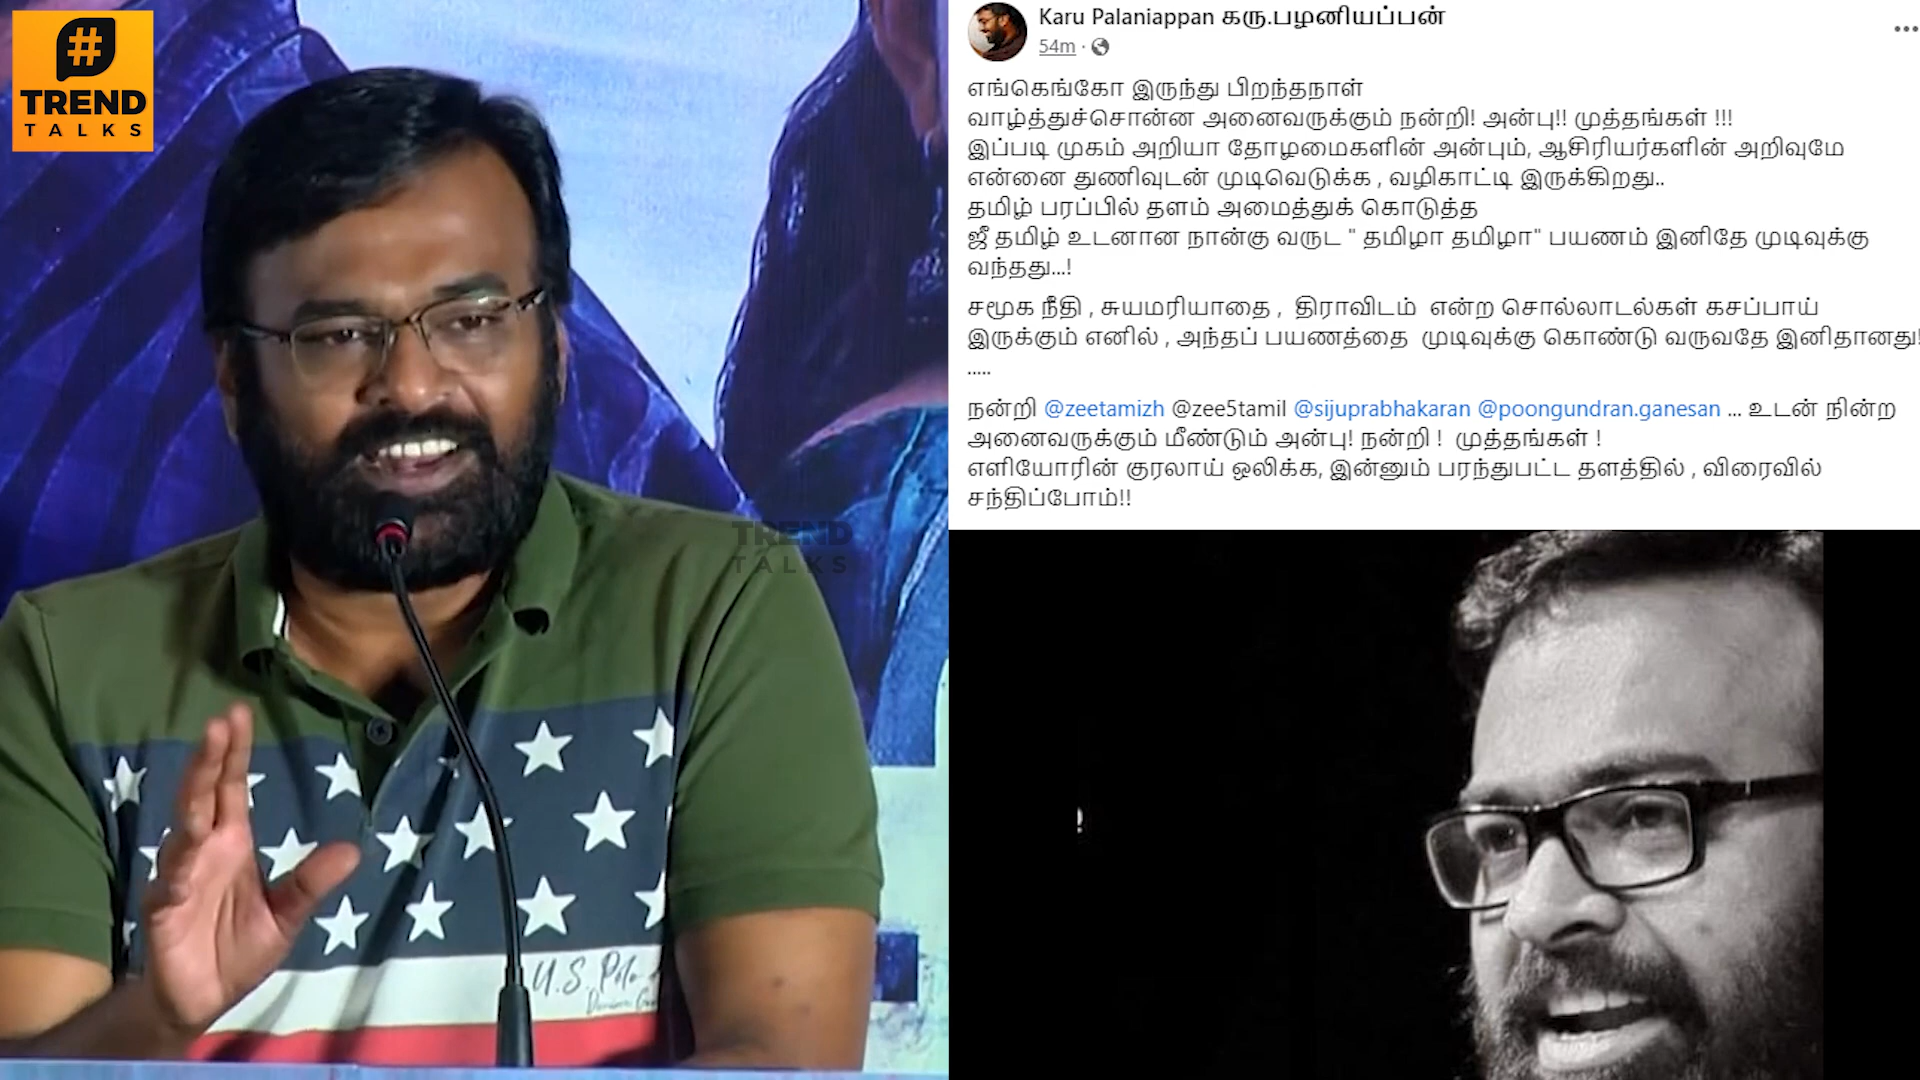 #
TREND
TALKS
Karu Palaniappan கரு.பழனியப்பன்
54m
எங்கெங்கோ இருந்து பிறந்தநாள்
வாழ்த்துச்சொன்ன அனைவருக்கும் நன்றி! அன்பு!! முத்தங்கள் !!!
இப்படி முகம் அறியா தோழமைகளின் அன்பும், ஆசிரியர்களின் அறிவுமே
என்னை துணிவுடன் முடிவெடுக்க , வழிகாட்டி இருக்கிறது..
தமிழ் பரப்பில் தளம் அமைத்துக் கொடுத்த
ஜீ தமிழ் உடனான நான்கு வருட " தமிழா தமிழா" பயணம் இனிதே முடிவுக்கு
வந்தது...!
சமூக நீதி , சுயமரியாதை , திராவிடம் என்ற சொல்லாடல்கள் கசப்பாய்
இருக்கும் எனில் , அந்தப் பயணத்தை முடிவுக்கு கொண்டு வருவதே இனிதானது!
.....
நன்றி @zeetamizh @zee5tamil @sijuprabhakaran @poongundran.ganesan ... உடன் நின்ற
அனைவருக்கும் மீண்டும் அன்பு! நன்றி ! முத்தங்கள் !
எளியோரின் குரலாய் ஒலிக்க, இன்னும் பரந்துபட்ட தளத்தில் , விரைவில்
சந்திப்போம்!!
TREND
TALKS
U.S. Polo